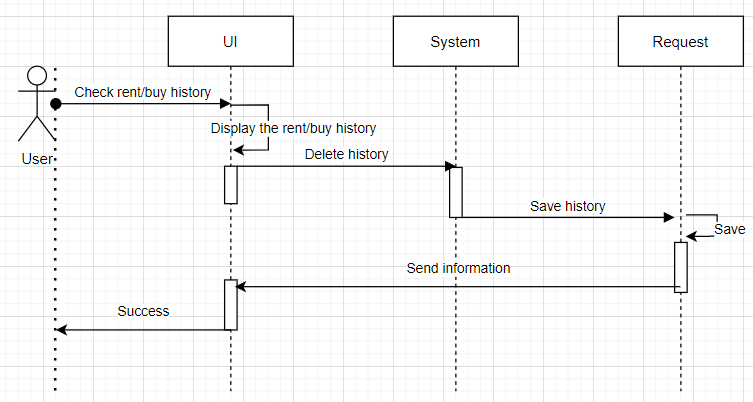 UI
System
Request
Check rent/buy history
Display the rent/buy history
User
Delete history
Save history
Save
Send information
Success